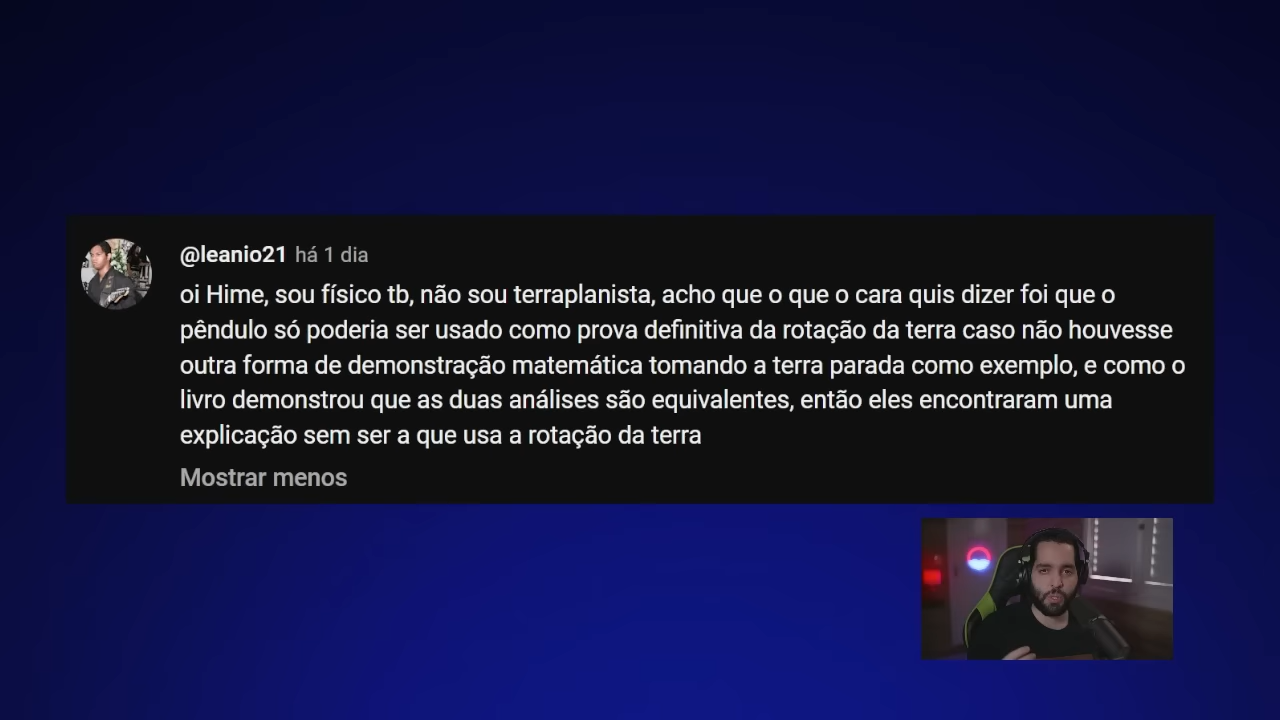 @leanio21 há 1 dia
oi Hime, sou físico tb, não sou terraplanista, acho que o que o cara quis dizer foi que o
pêndulo só poderia ser usado como prova definitiva da rotação da terra caso não houvesse
outra forma de demonstração matemática tomando a terra parada como exemplo, e como o
livro demonstrou que as duas análises são equivalentes, então eles encontraram uma
explicação sem ser a que usa a rotação da terra
Mostrar menos